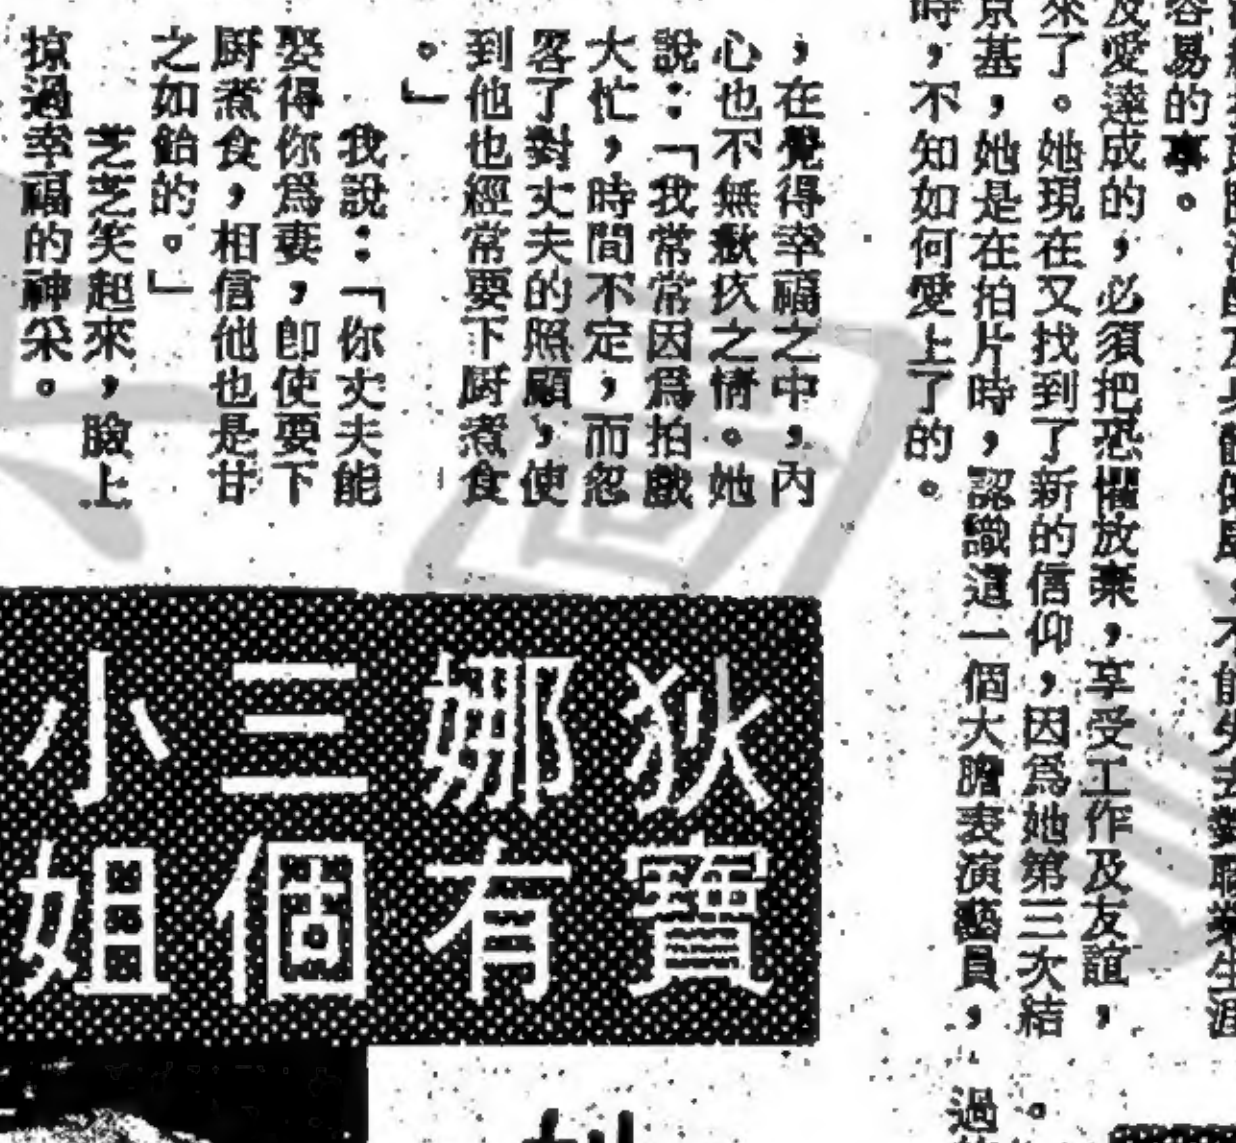 容易的事。
及愛達成的，必須把恐懼放棄，享受工作及友誼，
來了。她現在又找到了新的信仰，因爲她第三次結
京基，她是在拍片時，認識這一個大膽表演藝員，
時，不知如何愛上了的。
，在覺得幸福之中，內
心也不無歉疚之情。她
說：「我常常因爲拍戲
大忙，時間不定，而忽
畧了對丈夫的照顧，使
到他也經常要下厨煮食
。」
我說：「你丈夫能
娶得你爲妻，卽使要下
厨煮食，相信他也是甘
之如飴的。」
芝芝笑起來，臉上
掠過幸福的神采。
狄寶
娜有
三個
小姐
過